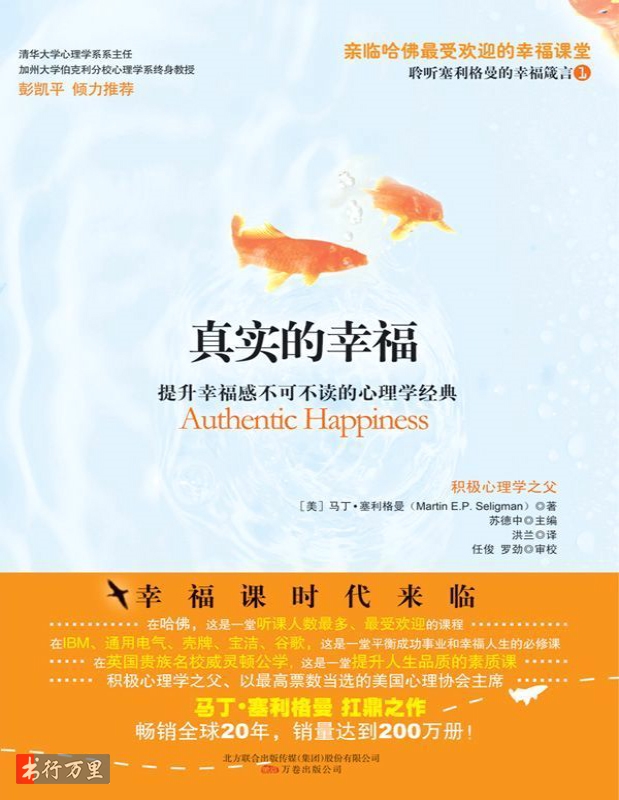 清华大学心理学系系主任
加州大学伯克利分校心理学系终身教授
彭凯平 倾力推荐
亲临哈佛最受欢迎的幸福课堂
聆听塞利格曼的幸福箴言1
真实的幸福
提升幸福感不可不读的心理学经典
Authentic Happiness
积极心理学之父
［美］马丁·塞利格曼（Martin E.P. Seligman）●著
苏德中●主编
洪兰●译
任俊 罗劲●审校
幸福课时代来临
在哈佛，这是一堂听课人数最多、最受欢迎的课程
在IBM、通用电气、壳牌、宝洁、谷歌，这是一堂平衡成功事业和幸福人生的必修课
在英国贵族名校威灵顿公学，这是一堂提升人生品质的素质课
积极心理学之父、以最高票数当选的美国心理协会主席
马丁·塞利格曼 扛鼎之作
畅销全球20年，销量达到200万册！
北方联合出版传媒(集团)股份有限公司
万卷出版公司
书行万里